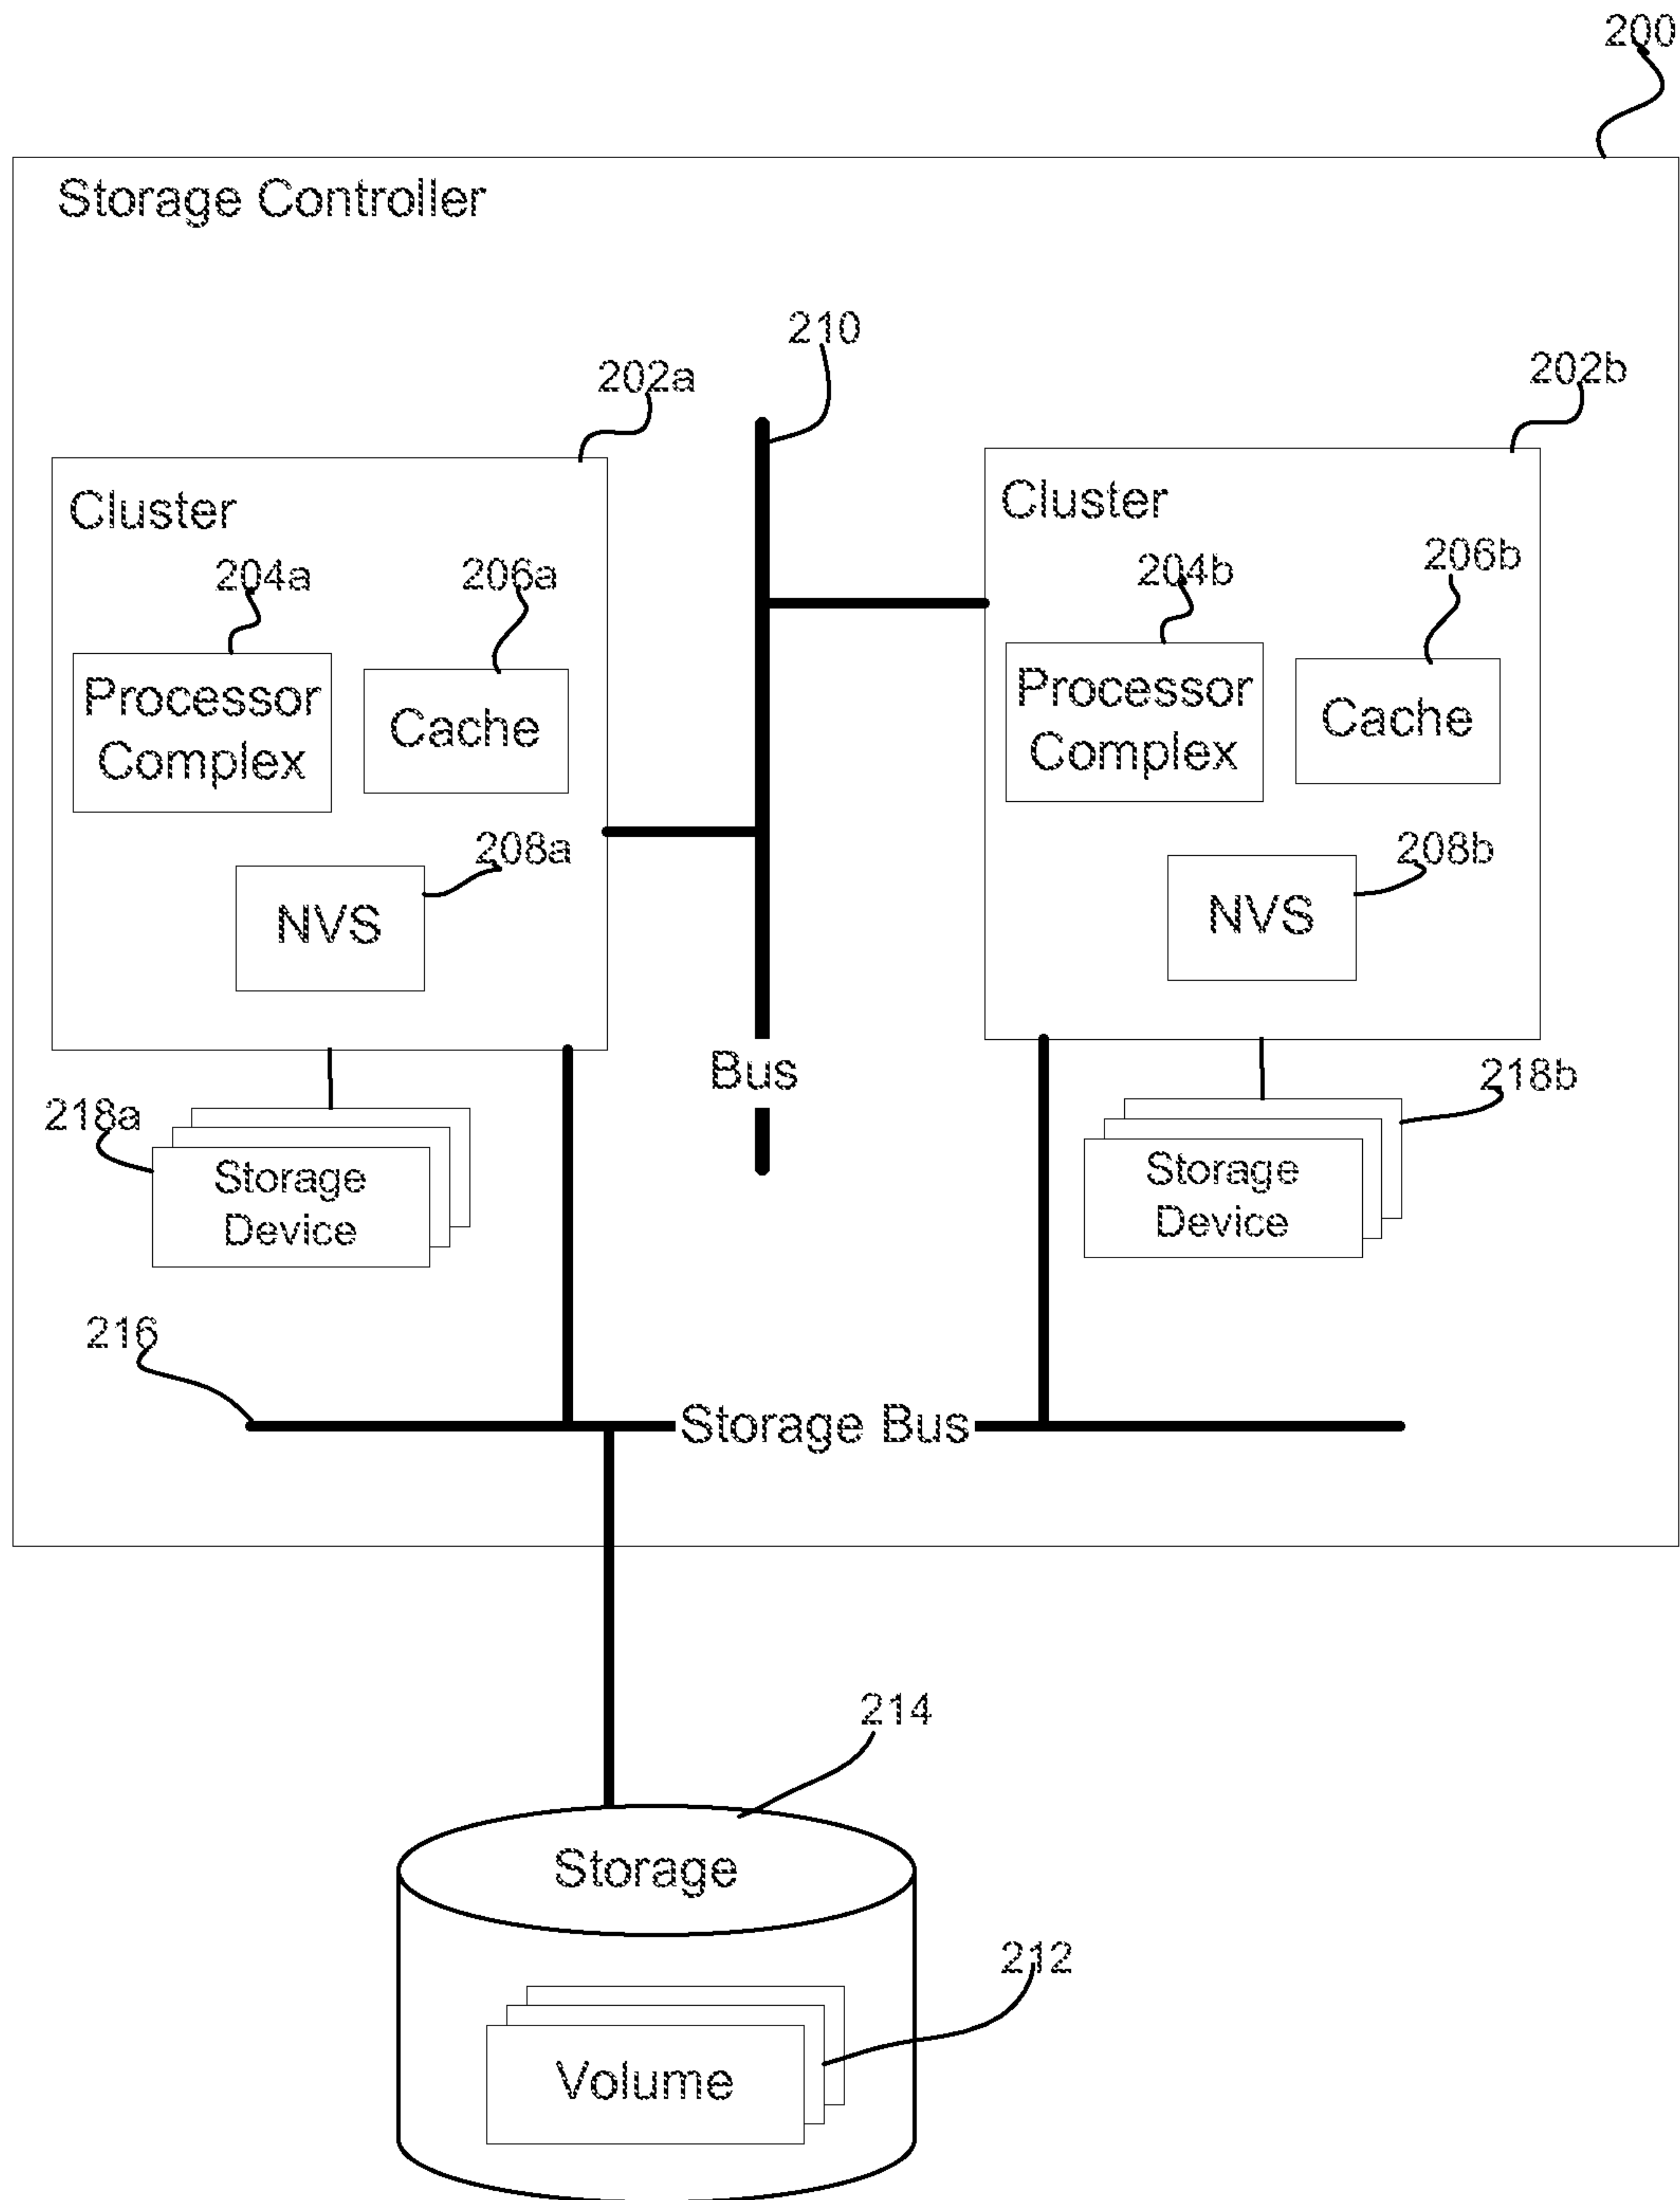 200
Storage Controller
210
202a
202b
Cluster
Cluster
204a
206a
204b
206b
Processor
Complex
Cache
Processor
Complex
Cache
208a
208b
NVS
NVS
Bus
218a
218b
Storage
Device
Storage
Device
216
Storage Bus
214
Storage
212
Volume